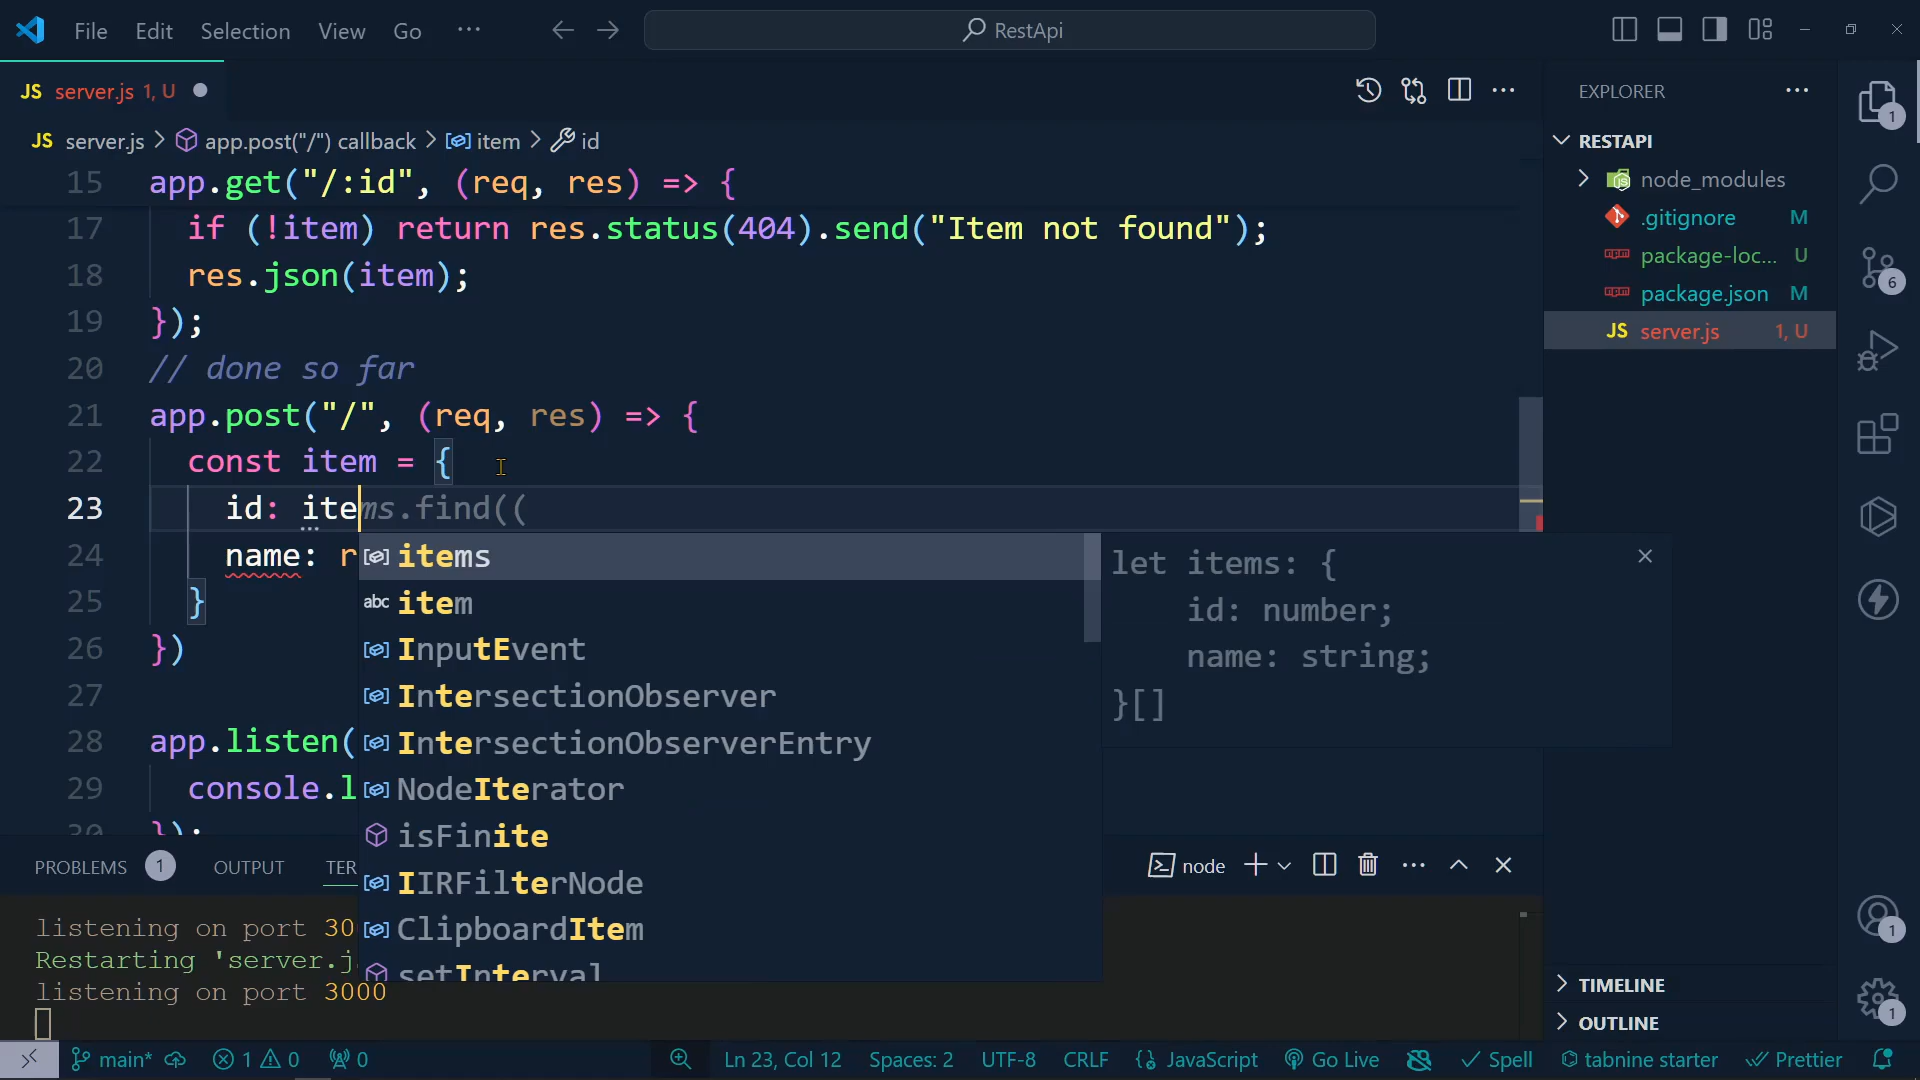 File Edit Selection View Go ···
RestApi
JS server.js 1, U
JS server.js > app.post("/") callback > item > id
15 app.get("/:id", (req, res) => {
17 if (!item) return res.status(404).send("Item not found");
18 res.json(item);
19 });
20 // done so far
21 app.post("/", (req, res) => {
22 const item = {
23 id: items.find((
24 name: r
25 }
26 })
27
28 app.listen(
29 console.l
30 });
items
abc item
InputEvent
IntersectionObserver
IntersectionObserverEntry
NodeIterator
isFinite
IIRFilterNode
ClipboardItem
setInterval
let items: {
id: number;
name: string;
}[]
PROBLEMS 1 OUTPUT TER
node
listening on port 30
Restarting 'server.j
listening on port 3000
EXPLORER
RESTAPI
node_modules
.gitignore M
package-loc... U
package.json M
JS server.js 1, U
TIMELINE
OUTLINE
1
6
1
1
main* 1 0 0 Ln 23, Col 12 Spaces: 2 UTF-8 CRLF {} JavaScript Go Live Spell tabnine starter Prettier